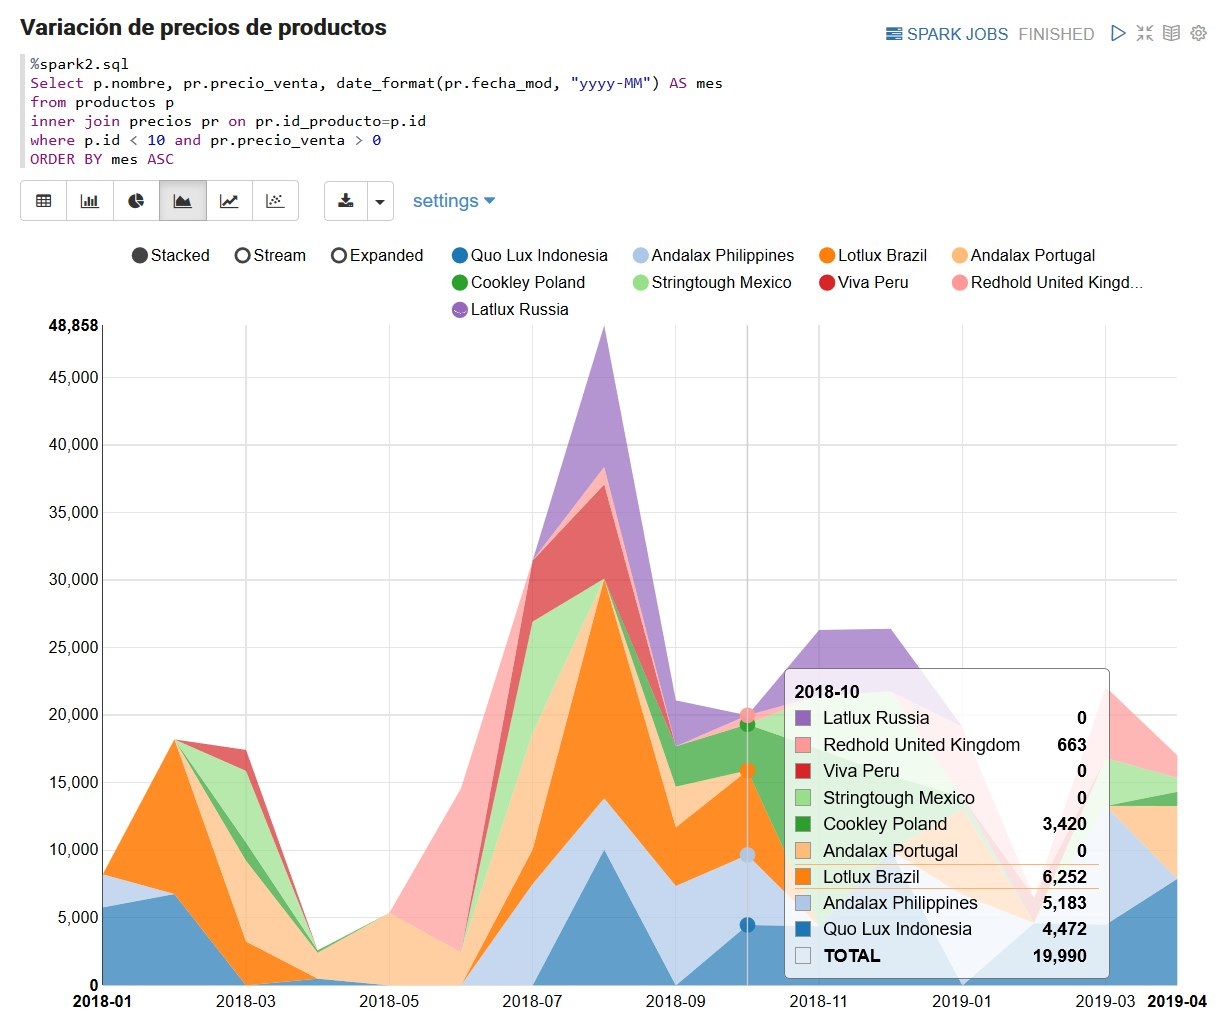 Variación de precios de productos
SPARK JOBS FINISHED
%spark2.sql
Select p.nombre, pr.precio_venta, date_format(pr.fecha_mod, "yyyy-MM") AS mes
from productos p
inner join precios pr on pr.id_producto=p.id
where p.id < 10 and pr.precio_venta > 0
ORDER BY mes ASC
settings
Stacked Stream Expanded Quo Lux Indonesia Andalax Philippines Lotlux Brazil Andalax Portugal
Cookley Poland Stringtough Mexico Viva Peru Redhold United Kingd...
Latlux Russia
48,858
45,000
40,000
35,000
30,000
25,000
20,000
15,000
10,000
5,000
0
2018-10
Latlux Russia 0
Redhold United Kingdom 663
Viva Peru 0
Stringtough Mexico 0
Cookley Poland 3,420
Andalax Portugal 0
Lotlux Brazil 6,252
Andalax Philippines 5,183
Quo Lux Indonesia 4,472
TOTAL 19,990
2018-01 2018-03 2018-05 2018-07 2018-09 2018-11 2019-01 2019-03 2019-04